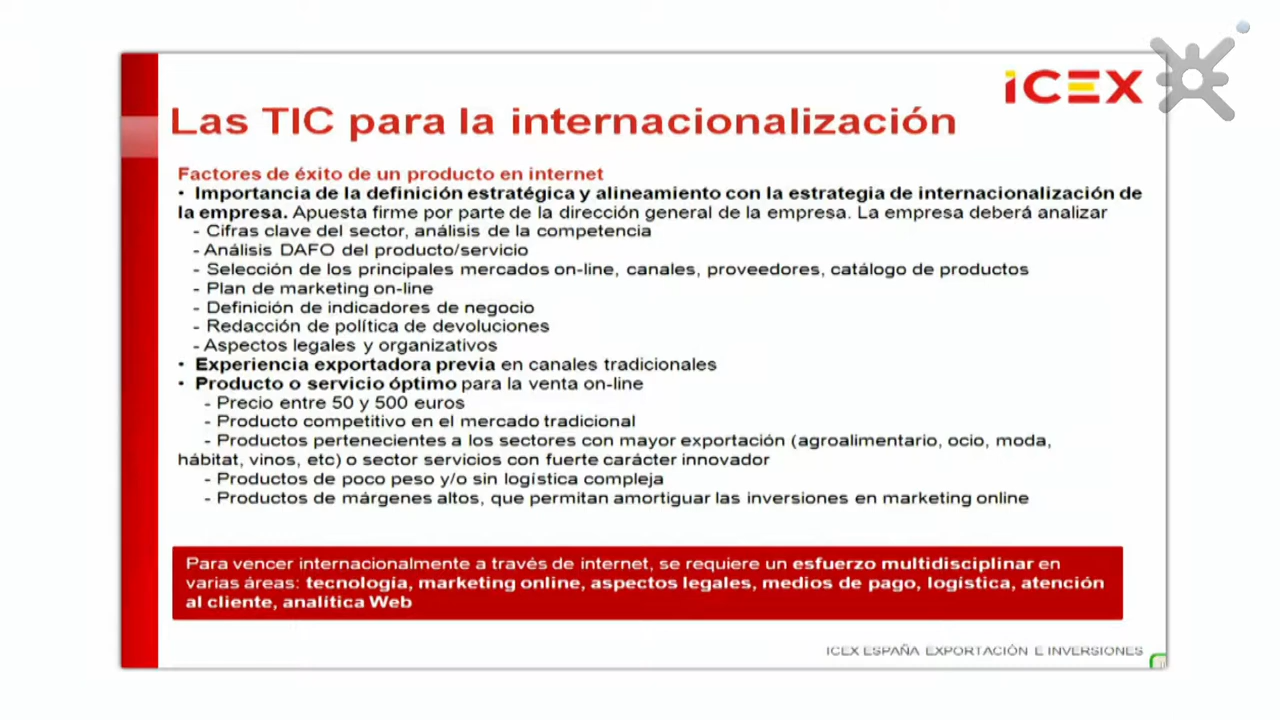 iCEX
Las TIC para la internacionalización
Factores de éxito de un producto en internet
• Importancia de la definición estratégica y alineamiento con la estrategia de internacionalización de
la empresa. Apuesta firme por parte de la dirección general de la empresa. La empresa deberá analizar
- Cifras clave del sector, análisis de la competencia
- Análisis DAFO del producto/servicio
- Selección de los principales mercados on-line, canales, proveedores, catálogo de productos
- Plan de marketing on-line
- Definición de indicadores de negocio
- Redacción de política de devoluciones
- Aspectos legales y organizativos
• Experiencia exportadora previa en canales tradicionales
• Producto o servicio óptimo para la venta on-line
- Precio entre 50 y 500 euros
- Producto competitivo en el mercado tradicional
- Productos pertenecientes a los sectores con mayor exportación (agroalimentario, ocio, moda,
hábitat, vinos, etc) o sector servicios con fuerte carácter innovador
- Productos de poco peso y/o sin logística compleja
- Productos de márgenes altos, que permitan amortiguar las inversiones en marketing online
Para vencer internacionalmente a través de internet, se requiere un esfuerzo multidisciplinar en
varias áreas: tecnología, marketing online, aspectos legales, medios de pago, logística, atención
al cliente, analítica Web
ICEX ESPAÑA EXPORTACIÓN E INVERSIONES